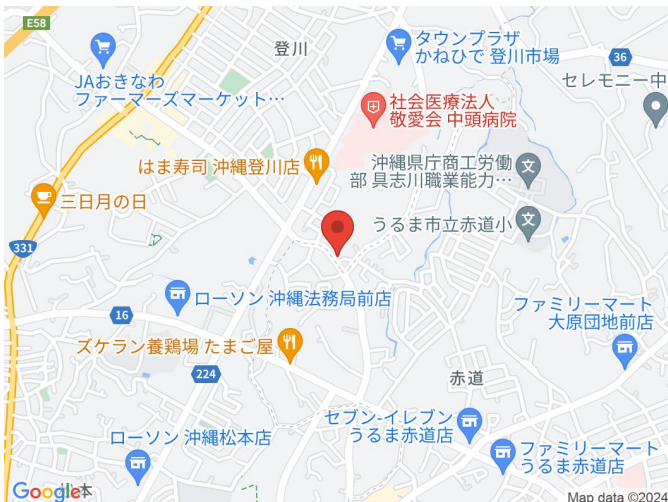 E58
登川
タウンプラザ
かねひで 登川市場
36
JAおきなわ
ファーマーズマーケット…
セレモニー中
社会医療法人
敬愛会 中頭病院
はま寿司 沖縄登川店
沖縄県庁商工労働
部 具志川職業能力…
三日月の日
うるま市立赤道小
331
ローソン 沖縄法務局前店
ファミリーマート
大原団地前店
16
ズケラン養鶏場 たまご屋
224
赤道
セブン-イレブン
うるま赤道店
ローソン 沖縄松本店
ファミリーマート
うるま赤道店
Google
本
Map data ©2024